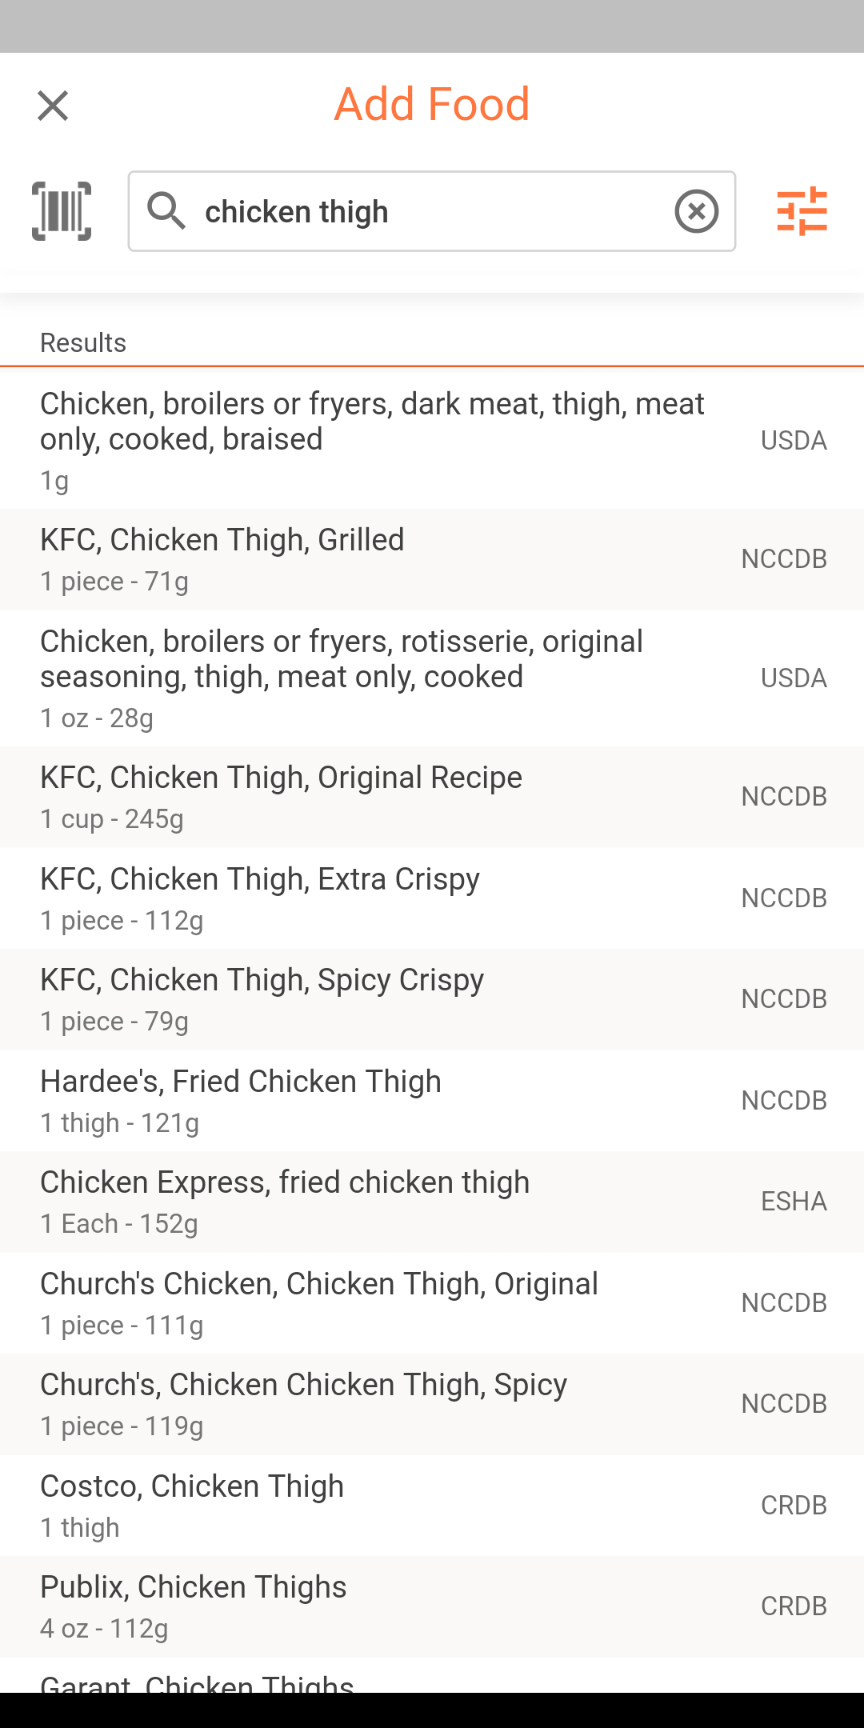 Add Food
chicken thigh
Results
Chicken, broilers or fryers, dark meat, thigh, meat
only, cooked, braised
USDA
1g
KFC, Chicken Thigh, Grilled
NCCDB
1 piece - 71g
Chicken, broilers or fryers, rotisserie, original
seasoning, thigh, meat only, cooked
USDA
1 oz - 28g
KFC, Chicken Thigh, Original Recipe
NCCDB
1 cup - 245g
KFC, Chicken Thigh, Extra Crispy
NCCDB
1 piece - 112g
KFC, Chicken Thigh, Spicy Crispy
NCCDB
1 piece - 79g
Hardee's, Fried Chicken Thigh
NCCDB
1 thigh - 121g
Chicken Express, fried chicken thigh
ESHA
1 Each - 152g
Church's Chicken, Chicken Thigh, Original
NCCDB
1 piece - 111g
Church's, Chicken Chicken Thigh, Spicy
NCCDB
1 piece - 119g
Costco, Chicken Thigh
CRDB
1 thigh
Publix, Chicken Thighs
CRDB
4 oz - 112g
Garant, Chicken Thighs